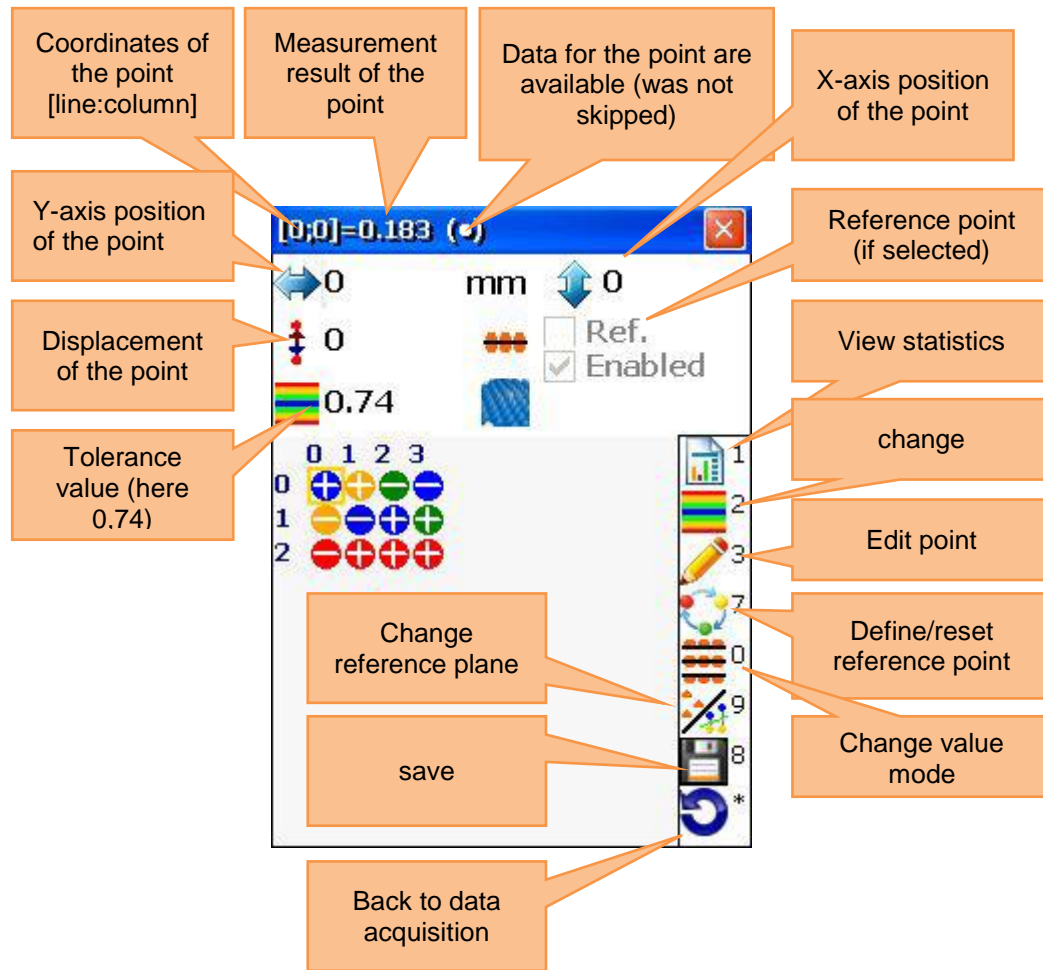 Coordinates of
the point
[line:column]
Measurement
result of the
point
Data for the point are
available (was not
skipped)
X-axis position
of the point
Y-axis position
of the point
[0;0]=0.183 (•)
Reference point
(if selected)
0 mm 0
Displacement
of the point
0
Ref.
Enabled
View statistics
0.74
Tolerance
value (here
0.74)
change
0 1 2 3
0
1
2
1
2
3
7
0
9
8
*
Edit point
Define/reset
reference point
Change
reference plane
Change value
mode
save
Back to data
acquisition